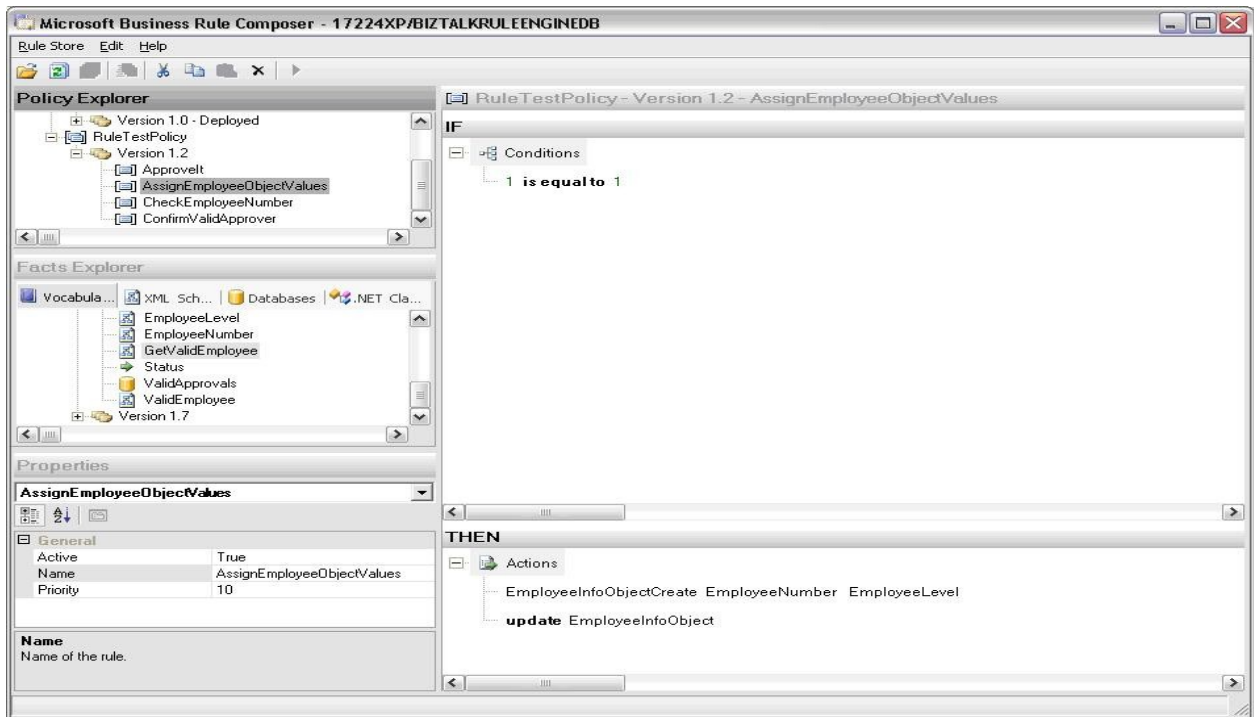 Microsoft Business Rule Composer - 17224XP/BIZTALKRULEENGINEDB
Rule Store Edit Help
Policy Explorer
Version 1.0 - Deployed
RuleTestPolicy
Version 1.2
ApproveIt
AssignEmployeeObjectValues
CheckEmployeeNumber
ConfirmValidApprover
Facts Explorer
Vocabula... XML Sch... Databases .NET Cla...
EmployeeLevel
EmployeeNumber
GetValidEmployee
Status
ValidApprovals
ValidEmployee
Version 1.7
Properties
AssignEmployeeObjectValues
General
Active True
Name AssignEmployeeObjectValues
Priority 10
Name
Name of the rule.
RuleTestPolicy - Version 1.2 - AssignEmployeeObjectValues
IF
Conditions
1 is equal to 1
THEN
Actions
EmployeeInfoObjectCreate EmployeeNumber EmployeeLevel
update EmployeeInfoObject